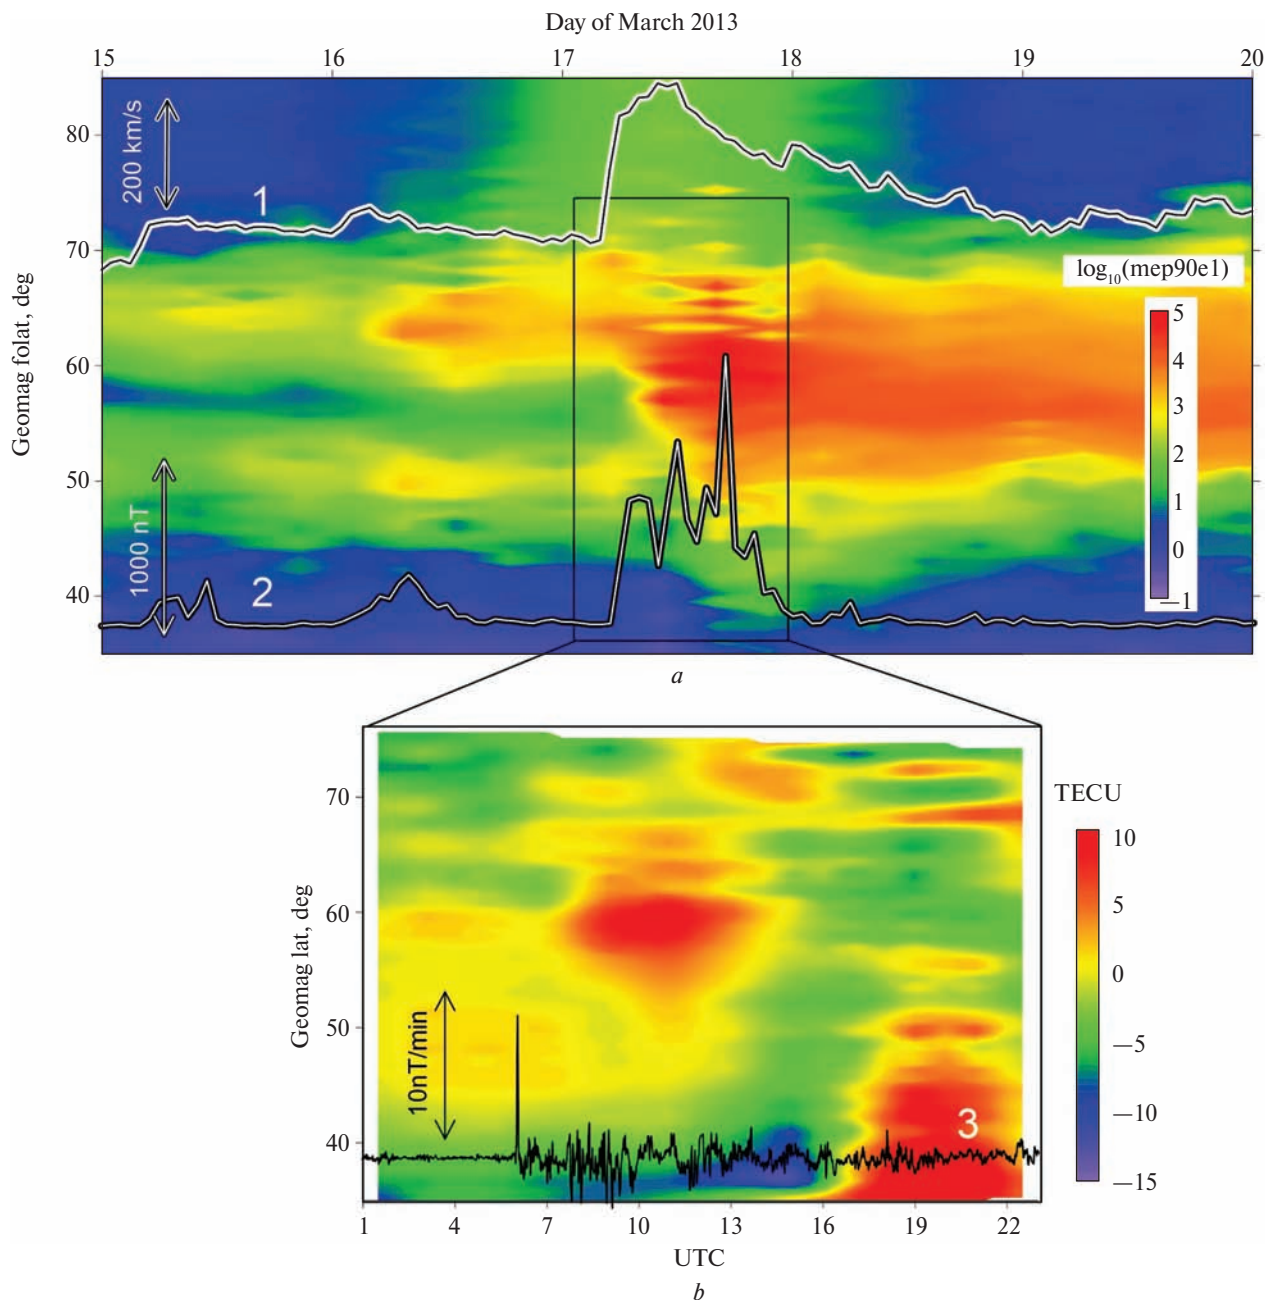 Day of March 2013
15 16 17 18 19 20
80
70
60
50
40
Geomag folat, deg
200 km/s
1
1000 nT
2
log₁₀(mep90e1)
5
4
3
2
1
0
—1
a
70
60
50
40
Geomag lat, deg
10nT/min
3
TECU
10
5
0
—5
—10
—15
1 4 7 10 13 16 19 22
UTC
b